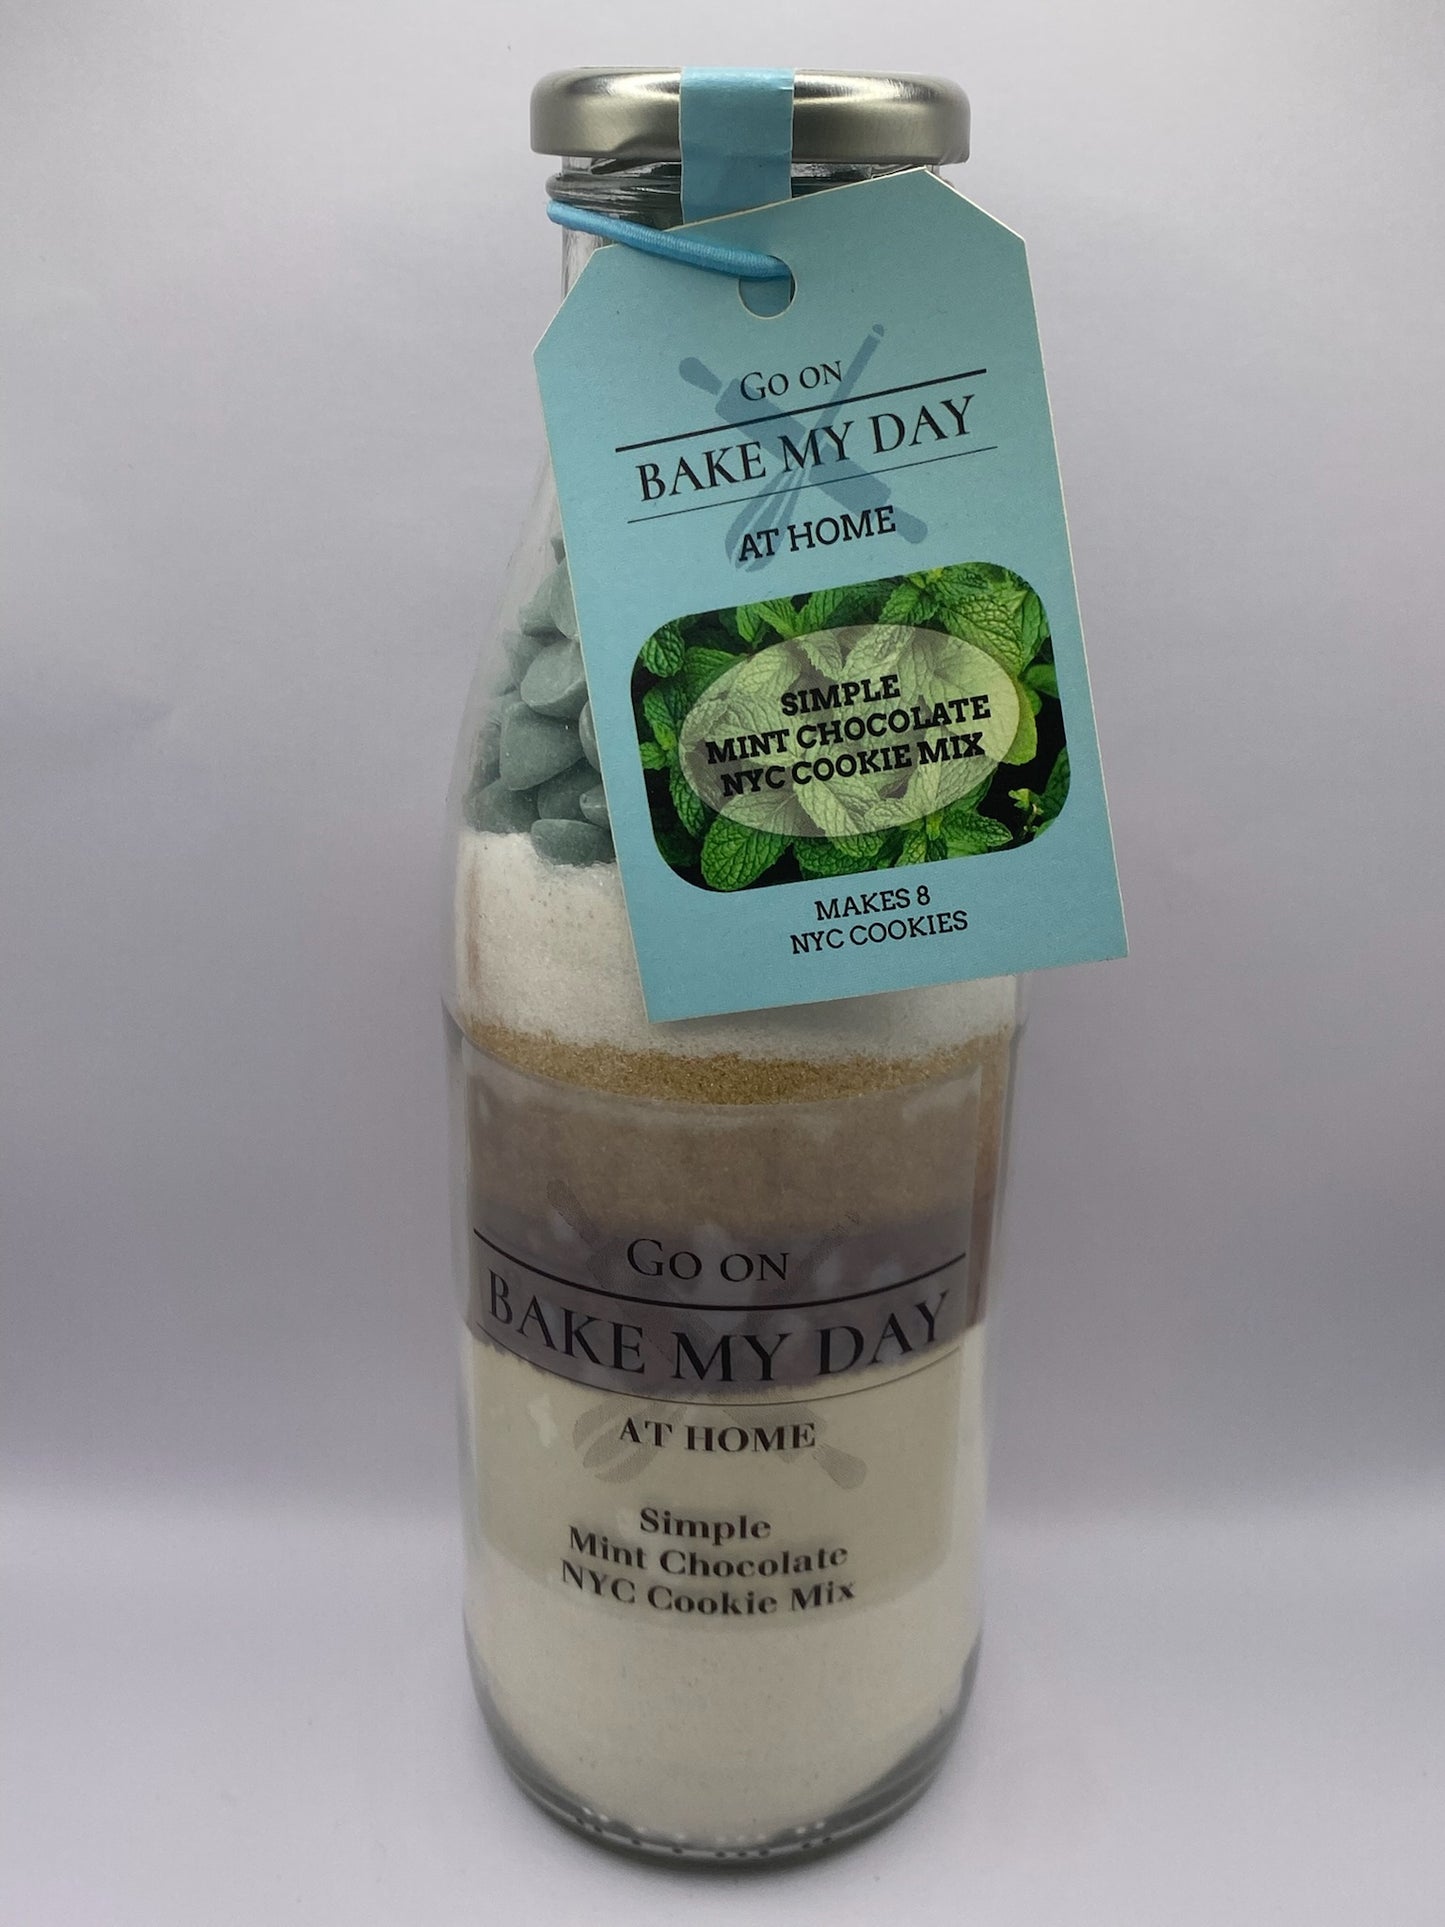 GO ON
BAKE MY DAY
AT HOME
SIMPLE
MINT CHOCOLATE
NYC COOKIE MIX
MAKES 8
NYC COOKIES
GO ON
BAKE MY DAY
AT HOME
Simple
Mint Chocolate
NYC Cookie Mix